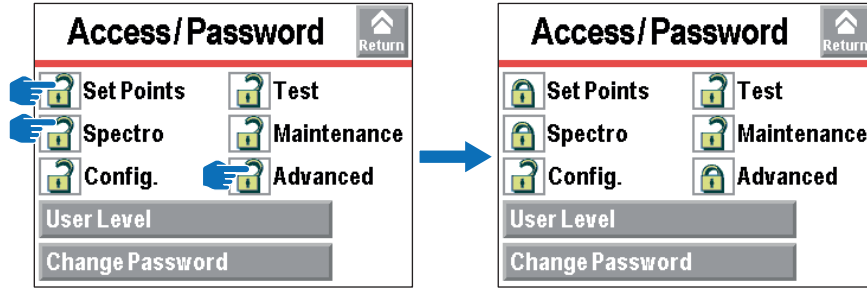 Access/Password
Return
Set Points Test
Spectro Maintenance
Config. Advanced
User Level
Change Password
Access/Password
Return
Set Points Test
Spectro Maintenance
Config. Advanced
User Level
Change Password